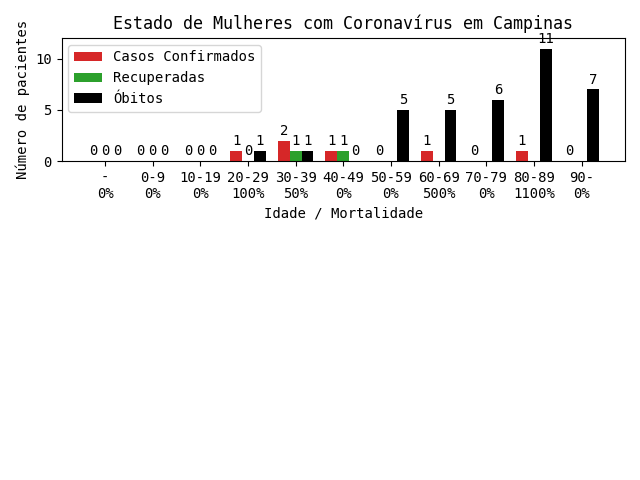 Estado de Mulheres com Coronavírus em Campinas
Número de pacientes
10
5
0
Casos Confirmados
Recuperadas
Óbitos
0 0 0 0 0 0 0 0 0 1 0 1 2 1 1 1 1 0 0 5 1 5 0 6 1 11 0 7
- 0-9 10-19 20-29 30-39 40-49 50-59 60-69 70-79 80-89 90-
0% 0% 0% 100% 50% 0% 0% 500% 0% 1100% 0%
Idade / Mortalidade